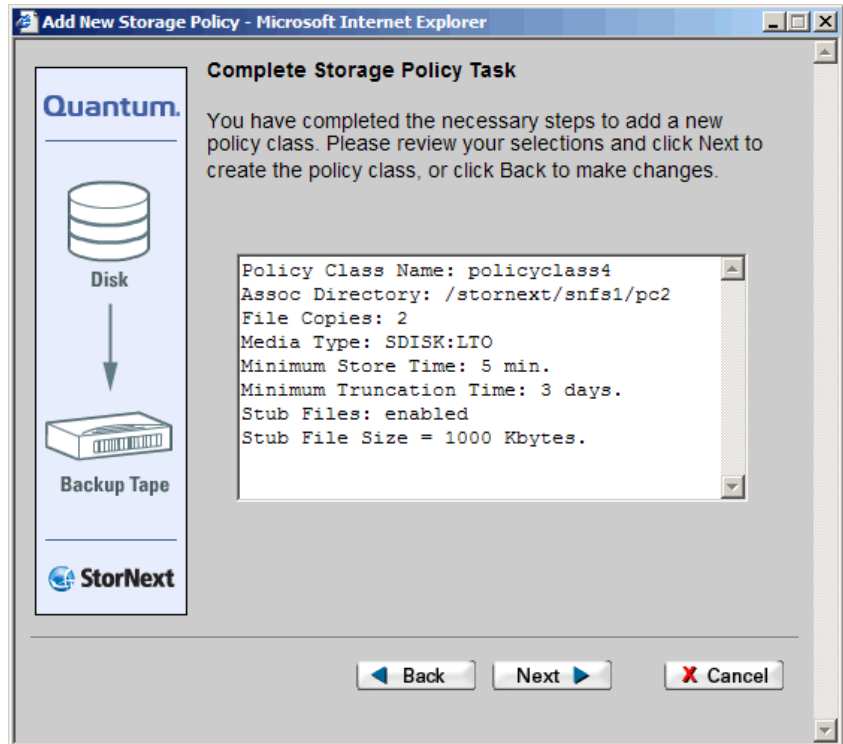 Add New Storage Policy - Microsoft Internet Explorer
Quantum.
Disk
Backup Tape
StorNext
Complete Storage Policy Task
You have completed the necessary steps to add a new
policy class. Please review your selections and click Next to
create the policy class, or click Back to make changes.
Policy Class Name: policyclass4
Assoc Directory: /stornext/snfs1/pc2
File Copies: 2
Media Type: SDISK:LTO
Minimum Store Time: 5 min.
Minimum Truncation Time: 3 days.
Stub Files: enabled
Stub File Size = 1000 Kbytes.
Back
Next
X Cancel